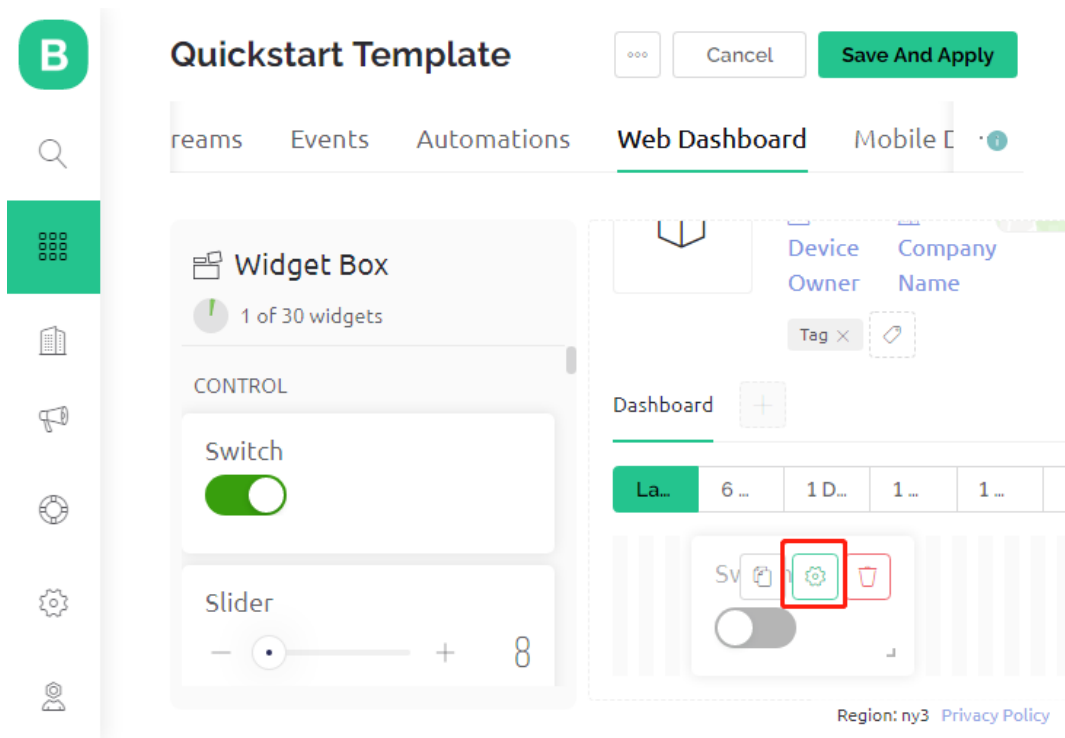 B
Quickstart Template
Cancel
Save And Apply
reams Events Automations Web Dashboard Mobile D
i
Widget Box
1 of 30 widgets
CONTROL
Switch
Slider
8
Device Owner
Company Name
Tag
Dashboard
La... 6 ... 1 D... 1 ... 1 ...
Sw
Region: ny3 Privacy Policy